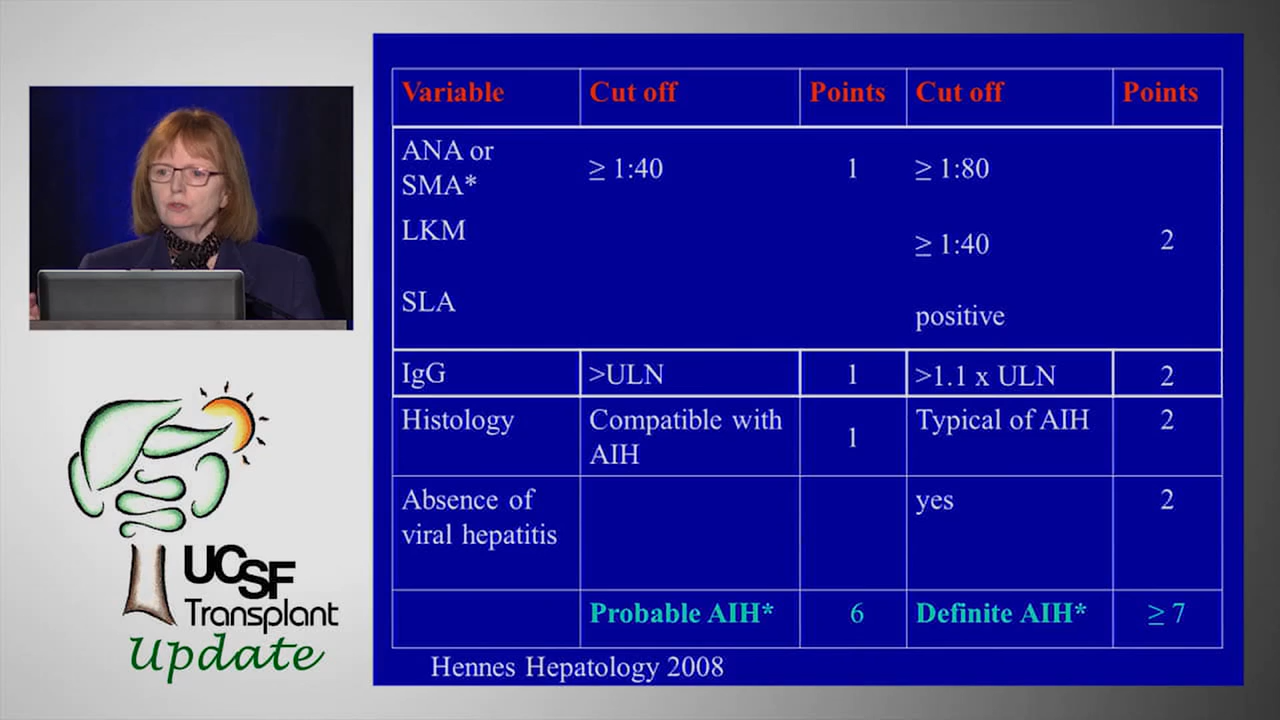 Variable Cut off Points Cut off Points
ANA or
SMA* ≥ 1:40 1 ≥ 1:80
LKM
≥ 1:40 2
SLA
positive
IgG >ULN 1 >1.1 x ULN 2
Histology Compatible with
AIH 1 Typical of AIH 2
Absence of
viral hepatitis yes 2
Probable AIH* 6 Definite AIH* ≥ 7
Hennes Hepatology 2008
UCSF
Transplant
Update